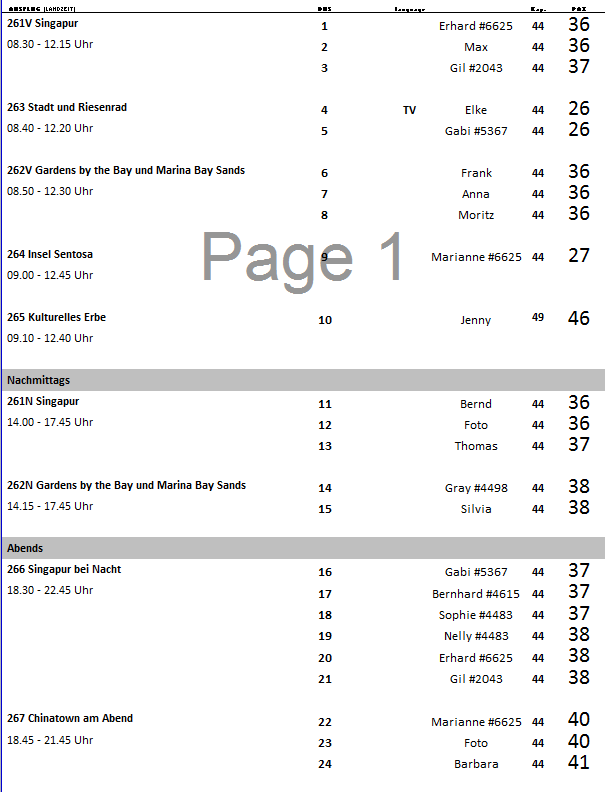 AUSFLUG (LANDZEIT) BUS Language Kap. PAX
261V Singapur 1 Erhard #6625 44 36
08.30 - 12.15 Uhr 2 Max 44 36
3 Gil #2043 44 37
263 Stadt und Riesenrad 4 TV Elke 44 26
08.40 - 12.20 Uhr 5 Gabi #5367 44 26
262V Gardens by the Bay und Marina Bay Sands 6 Frank 44 36
08.50 - 12.30 Uhr 7 Anna 44 36
8 Moritz 44 36
Page 1
264 Insel Sentosa 9 Marianne #6625 44 27
09.00 - 12.45 Uhr
265 Kulturelles Erbe 10 Jenny 49 46
09.10 - 12.40 Uhr
Nachmittags
261N Singapur 11 Bernd 44 36
14.00 - 17.45 Uhr 12 Foto 44 36
13 Thomas 44 37
262N Gardens by the Bay und Marina Bay Sands 14 Gray #4498 44 38
14.15 - 17.45 Uhr 15 Silvia 44 38
Abends
266 Singapur bei Nacht 16 Gabi #5367 44 37
18.30 - 22.45 Uhr 17 Bernhard #4615 44 37
18 Sophie #4483 44 37
19 Nelly #4483 44 38
20 Erhard #6625 44 38
21 Gil #2043 44 38
267 Chinatown am Abend 22 Marianne #6625 44 40
18.45 - 21.45 Uhr 23 Foto 44 40
24 Barbara 44 41